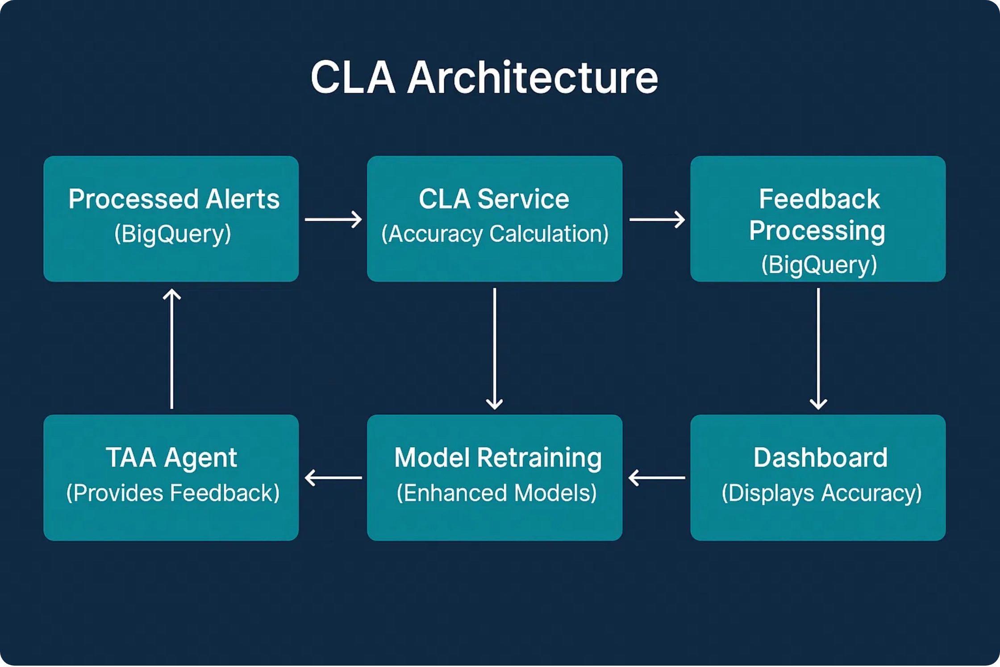 CLA Architecture
Processed Alerts
(BigQuery)
CLA Service
(Accuracy Calculation)
Feedback
Processing
(BigQuery)
TAA Agent
(Provides Feedback)
Model Retraining
(Enhanced Models)
Dashboard
(Displays Accuracy)